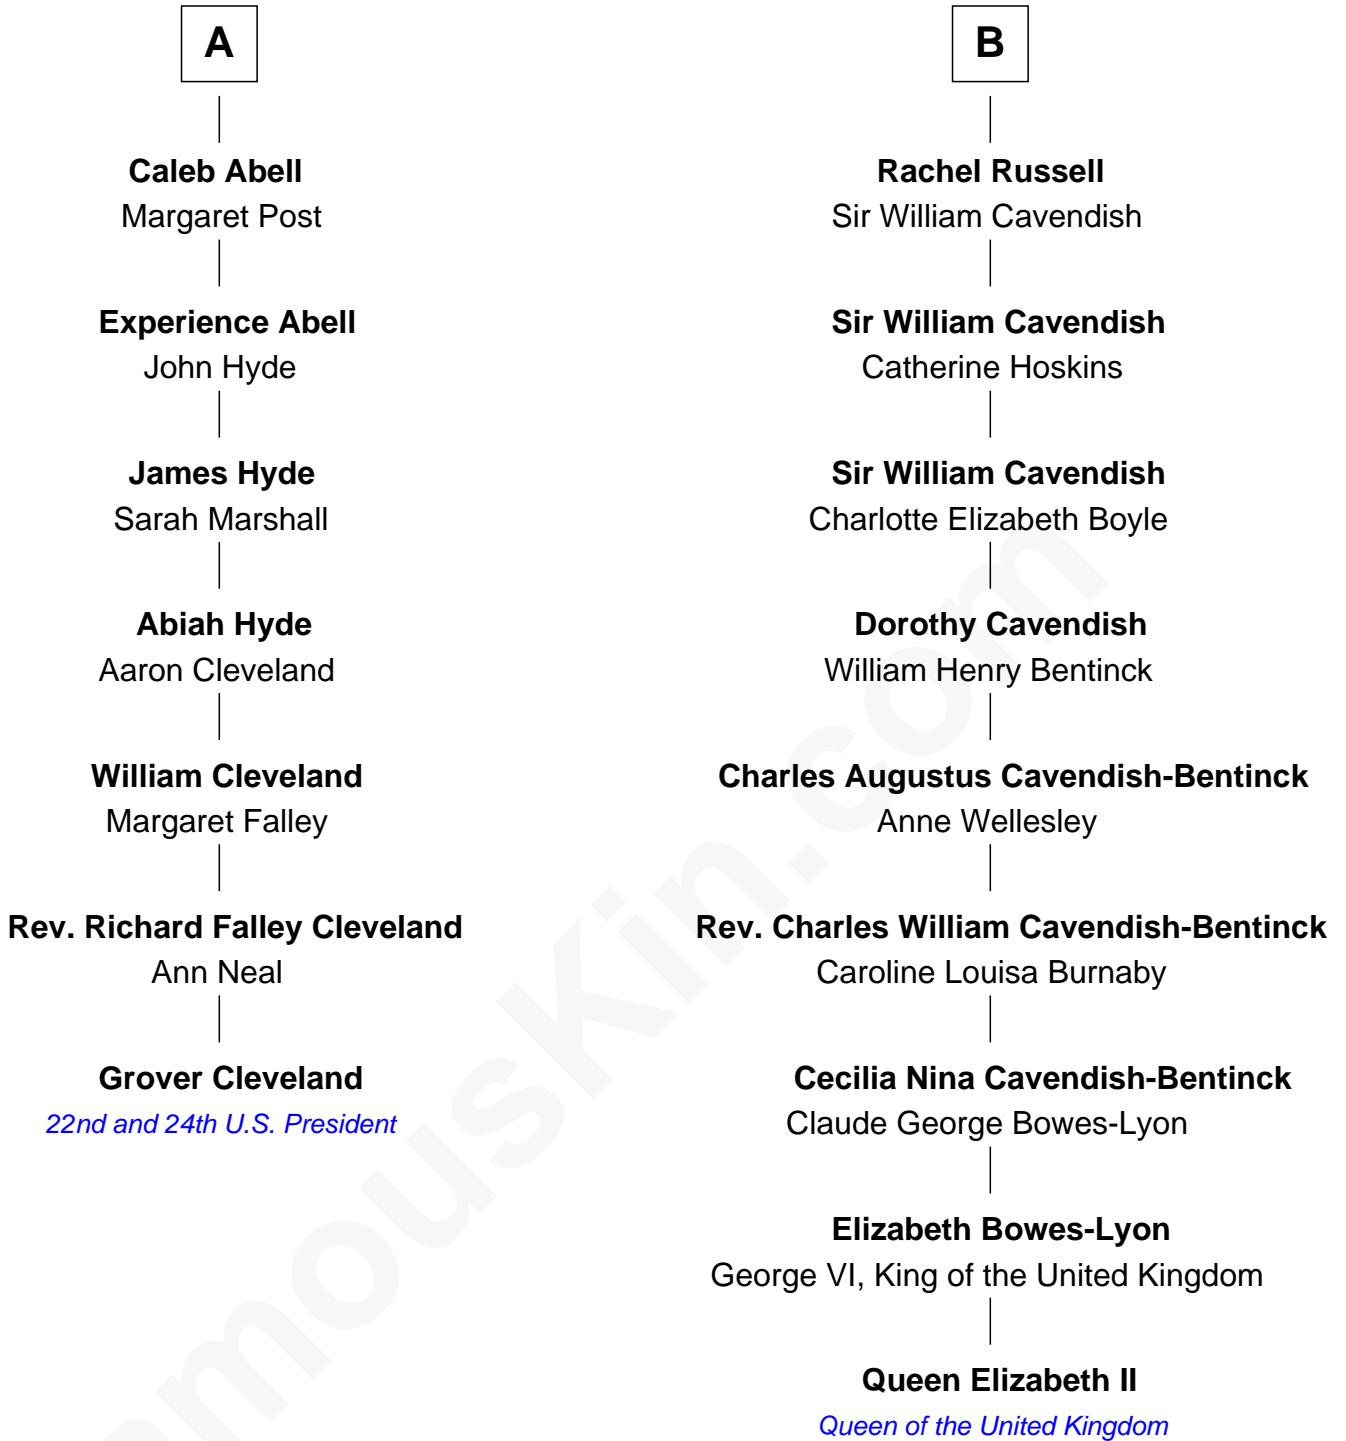 A
Caleb Abell
Margaret Post
Experience Abell
John Hyde
James Hyde
Sarah Marshall
Abiah Hyde
Aaron Cleveland
William Cleveland
Margaret Falley
Rev. Richard Falley Cleveland
Ann Neal
Grover Cleveland
22nd and 24th U.S. President
B
Rachel Russell
Sir William Cavendish
Sir William Cavendish
Catherine Hoskins
Sir William Cavendish
Charlotte Elizabeth Boyle
Dorothy Cavendish
William Henry Bentinck
Charles Augustus Cavendish-Bentinck
Anne Wellesley
Rev. Charles William Cavendish-Bentinck
Caroline Louisa Burnaby
Cecilia Nina Cavendish-Bentinck
Claude George Bowes-Lyon
Elizabeth Bowes-Lyon
George VI, King of the United Kingdom
Queen Elizabeth II
Queen of the United Kingdom
amouskin.com